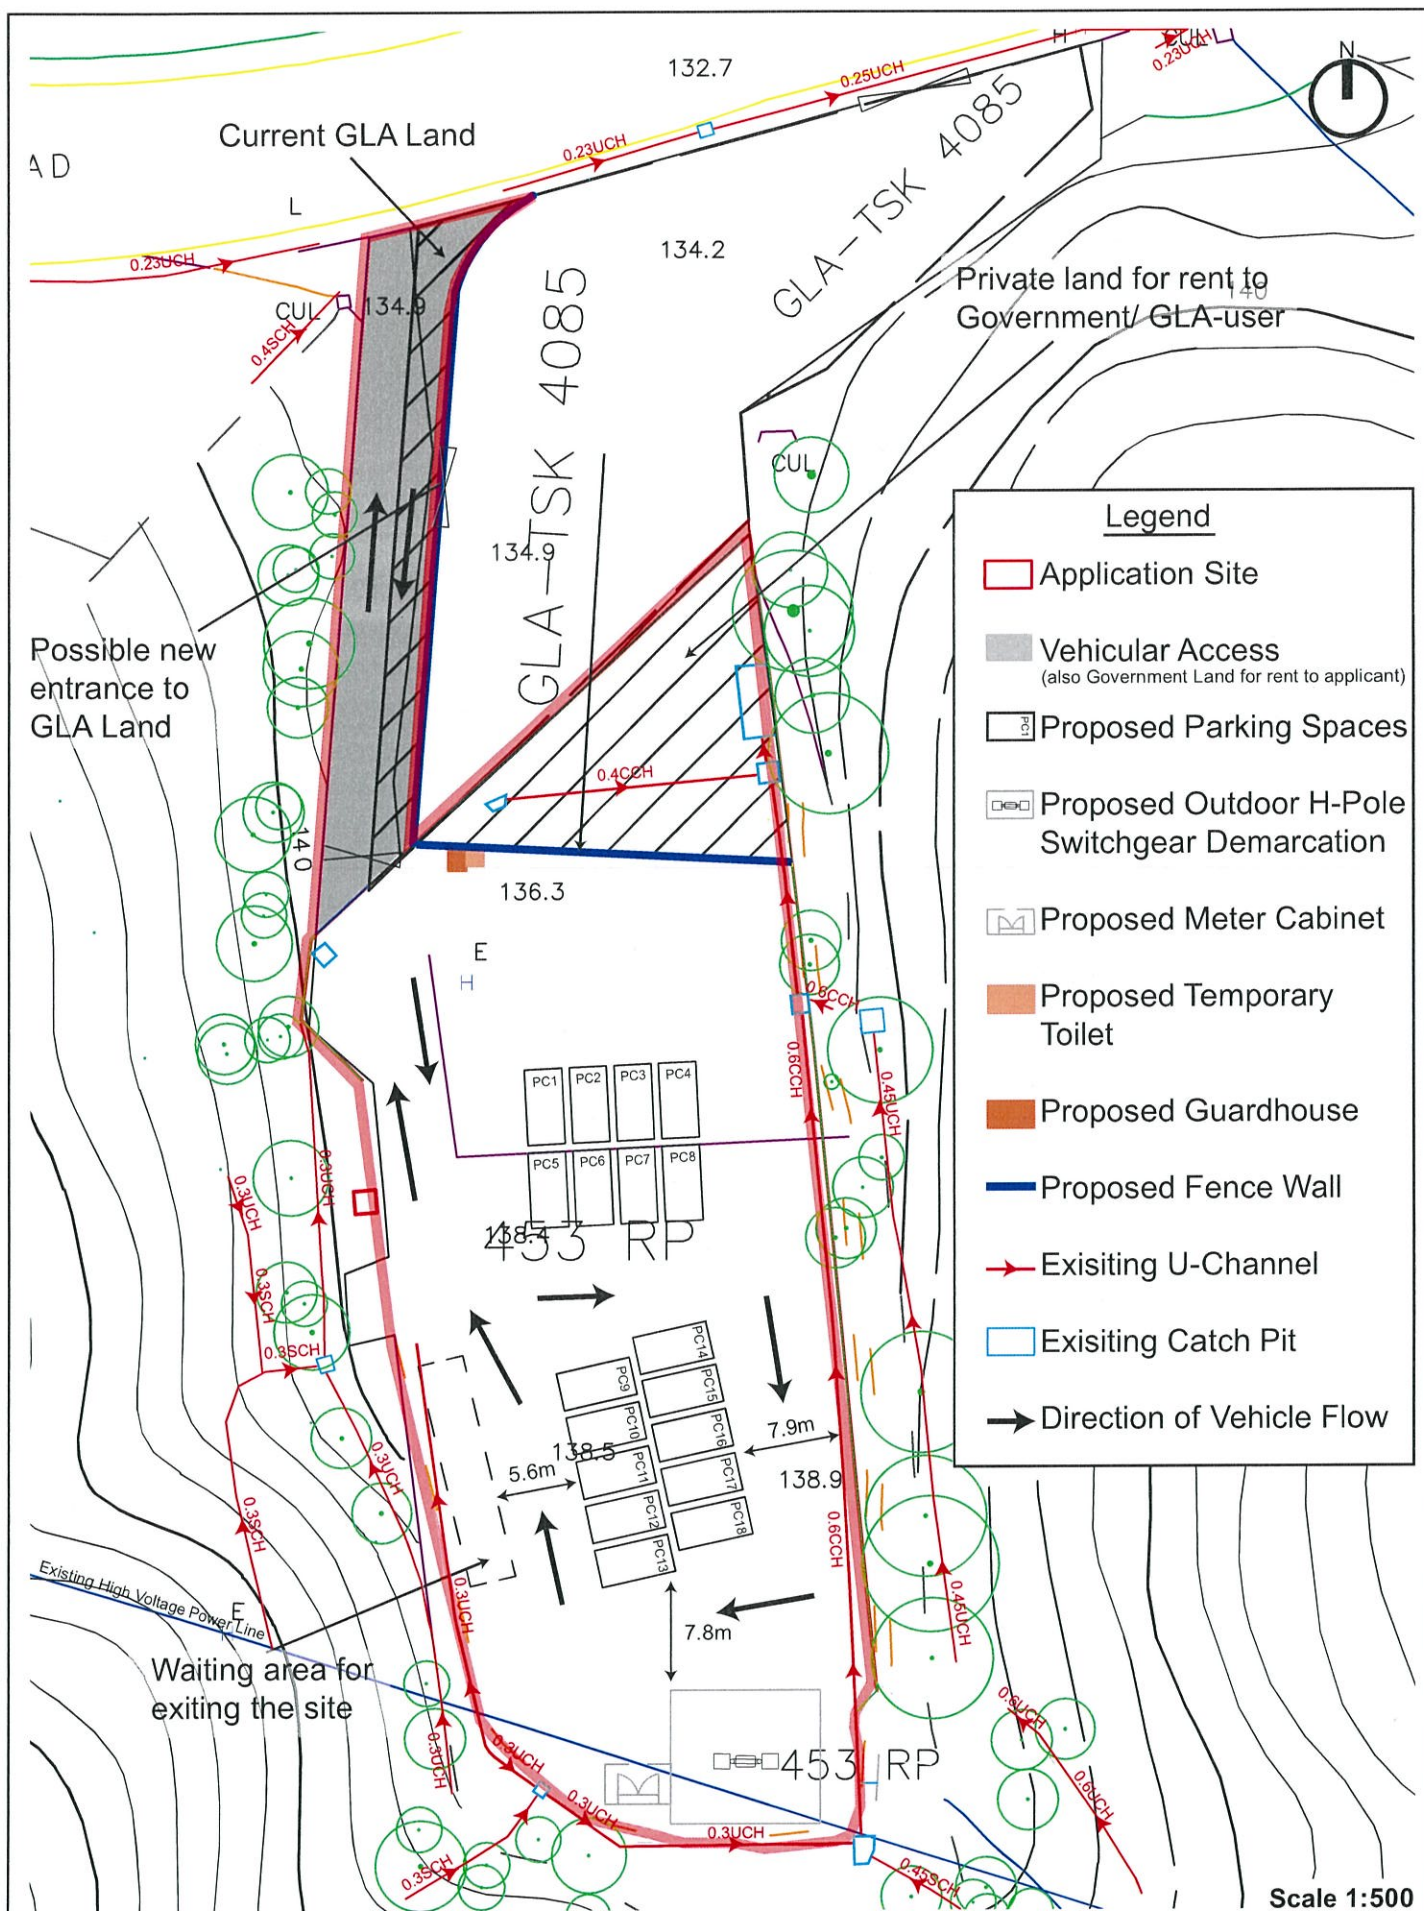 132.7
0.25UCH
CUL
0.23UCH
H
N
Current GLA Land
0.23UCH
GLA-TSK 4085
A D
L
134.2
0.23UCH
CUL
134.9
0.4SCH
GLA-TSK 4085
Private land for rent to
140
Government/ GLA-user
CUL
134.9
Possible new
entrance to
GLA Land
0.4CCH
140
136.3
E
H
0.6CCH
0.6CCH
0.45UCH
PC1
PC2
PC3
PC4
PC5
PC6
PC7
PC8
0.3UCH
0.3UCH
138.4
453 RP
0.3SCH
0.3SCH
PC14
PC9
PC15
PC10
PC16
138.5
7.9m
PC11
5.6m
PC17
138.9
PC12
PC18
PC13
0.3UCH
0.3SCH
0.6CCH
Existing High Voltage Power Line
E
0.3UCH
0.45UCH
7.8m
Waiting area for
exiting the site
0.6UCH
0.3UCH
0.3UCH
453 RP
0.6UCH
0.3UCH
0.3UCH
0.3SCH
0.45SCH
Legend
Application Site
Vehicular Access
(also Government Land for rent to applicant)
PC1
Proposed Parking Spaces
Proposed Outdoor H-Pole
Switchgear Demarcation
Proposed Meter Cabinet
Proposed Temporary
Toilet
Proposed Guardhouse
Proposed Fence Wall
Exisiting U-Channel
Exisiting Catch Pit
Direction of Vehicle Flow
Scale 1:500